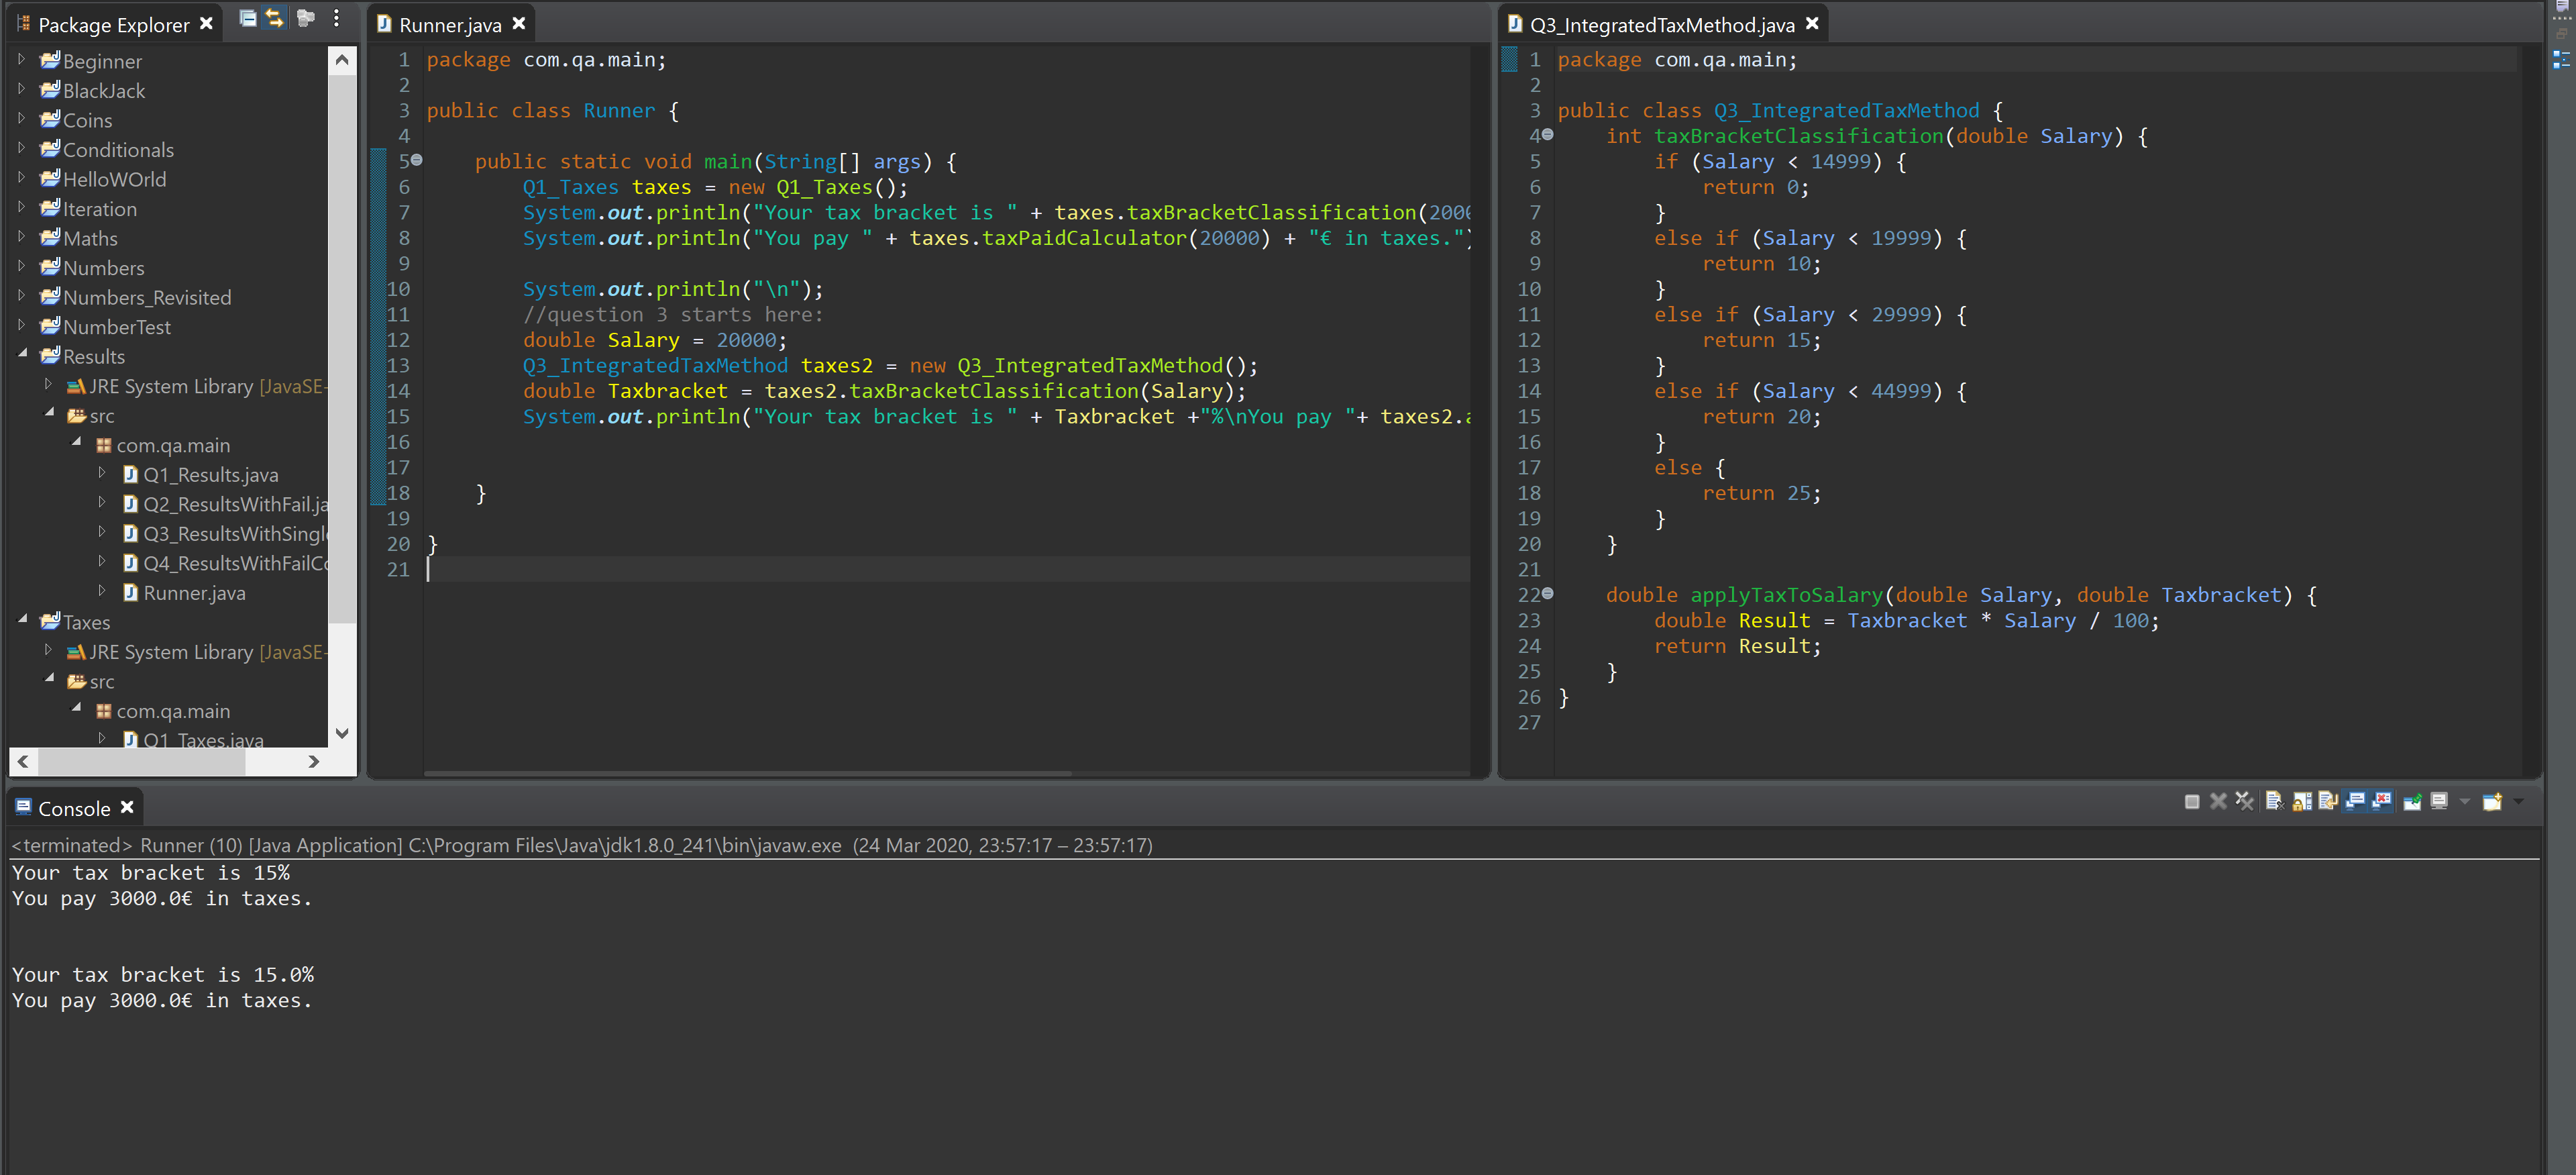 Package Explorer
Beginner
BlackJack
Coins
Conditionals
HelloWOrld
Iteration
Maths
Numbers
Numbers_Revisited
NumberTest
Results
JRE System Library [JavaSE-
src
com.qa.main
Q1_Results.java
Q2_ResultsWithFail.ja
Q3_ResultsWithSingle
Q4_ResultsWithFailCo
Runner.java
Taxes
JRE System Library [JavaSE-
src
com.qa.main
Q1_Taxes.java
Runner.java
1 package com.qa.main;
2
3 public class Runner {
4
5 public static void main(String[] args) {
6 Q1_Taxes taxes = new Q1_Taxes();
7 System.out.println("Your tax bracket is " + taxes.taxBracketClassification(2000
8 System.out.println("You pay " + taxes.taxPaidCalculator(20000) + "€ in taxes.")
9
10 System.out.println("\n");
11 //question 3 starts here:
12 double Salary = 20000;
13 Q3_IntegratedTaxMethod taxes2 = new Q3_IntegratedTaxMethod();
14 double Taxbracket = taxes2.taxBracketClassification(Salary);
15 System.out.println("Your tax bracket is " + Taxbracket +"%\nYou pay "+ taxes2.a
16
17
18 }
19
20 }
21
Q3_IntegratedTaxMethod.java
1 package com.qa.main;
2
3 public class Q3_IntegratedTaxMethod {
4 int taxBracketClassification(double Salary) {
5 if (Salary < 14999) {
6 return 0;
7 }
8 else if (Salary < 19999) {
9 return 10;
10 }
11 else if (Salary < 29999) {
12 return 15;
13 }
14 else if (Salary < 44999) {
15 return 20;
16 }
17 else {
18 return 25;
19 }
20 }
21
22 double applyTaxToSalary(double Salary, double Taxbracket) {
23 double Result = Taxbracket * Salary / 100;
24 return Result;
25 }
26 }
27
Console
<terminated> Runner (10) [Java Application] C:\Program Files\Java\jdk1.8.0_241\bin\javaw.exe (24 Mar 2020, 23:57:17 – 23:57:17)
Your tax bracket is 15%
You pay 3000.0€ in taxes.
Your tax bracket is 15.0%
You pay 3000.0€ in taxes.